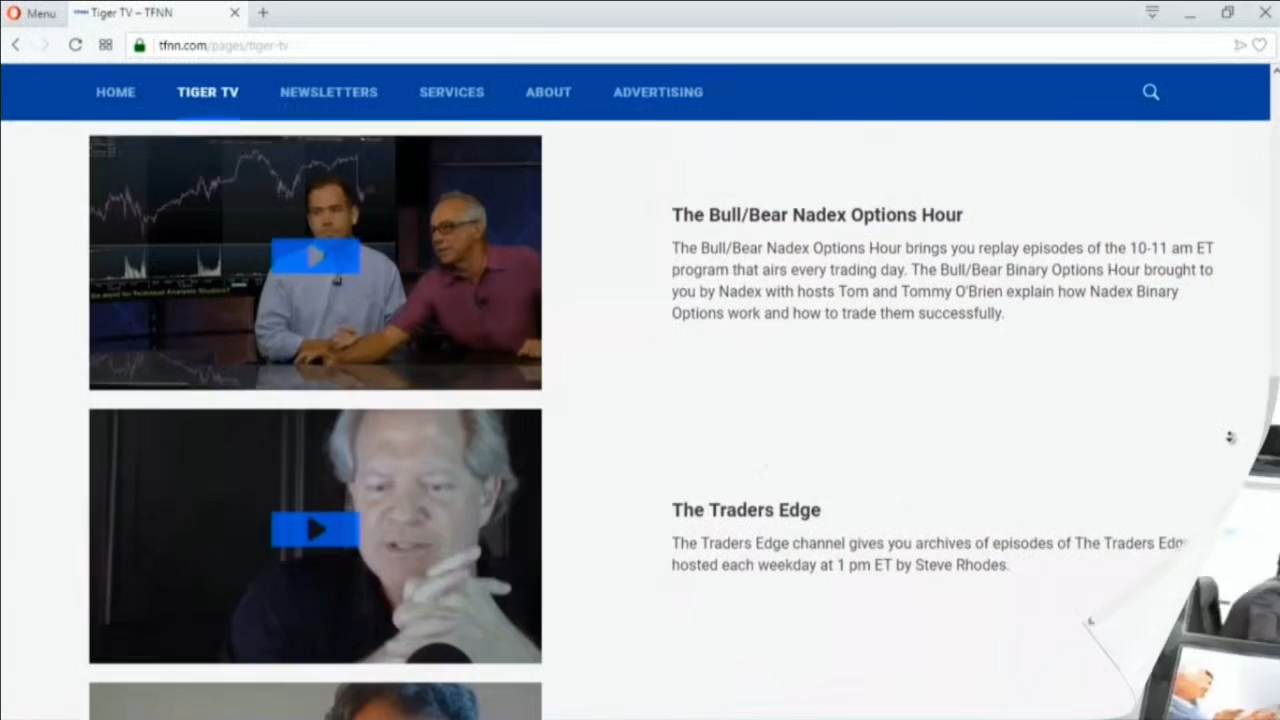 Menu
Tiger TV – TFNN
tfnn.com/pages/tiger-tv
HOME
TIGER TV
NEWSLETTERS
SERVICES
ABOUT
ADVERTISING
The Bull/Bear Nadex Options Hour
The Bull/Bear Nadex Options Hour brings you replay episodes of the 10-11 am ET
program that airs every trading day. The Bull/Bear Binary Options Hour brought to
you by Nadex with hosts Tom and Tommy O'Brien explain how Nadex Binary
Options work and how to trade them successfully.
The Traders Edge
The Traders Edge channel gives you archives of episodes of The Traders
hosted each weekday at 1 pm ET by Steve Rhodes.